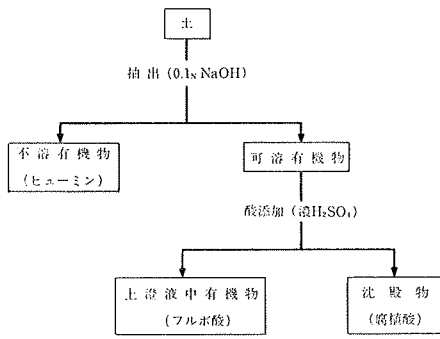 土
抽出(0.1N NaOH)
不溶有機物
(ヒューミン)
可溶有機物
酸添加(濃H₂SO₄)
上澄液中有機物
(フルボ酸)
沈殿物
(腐植酸)